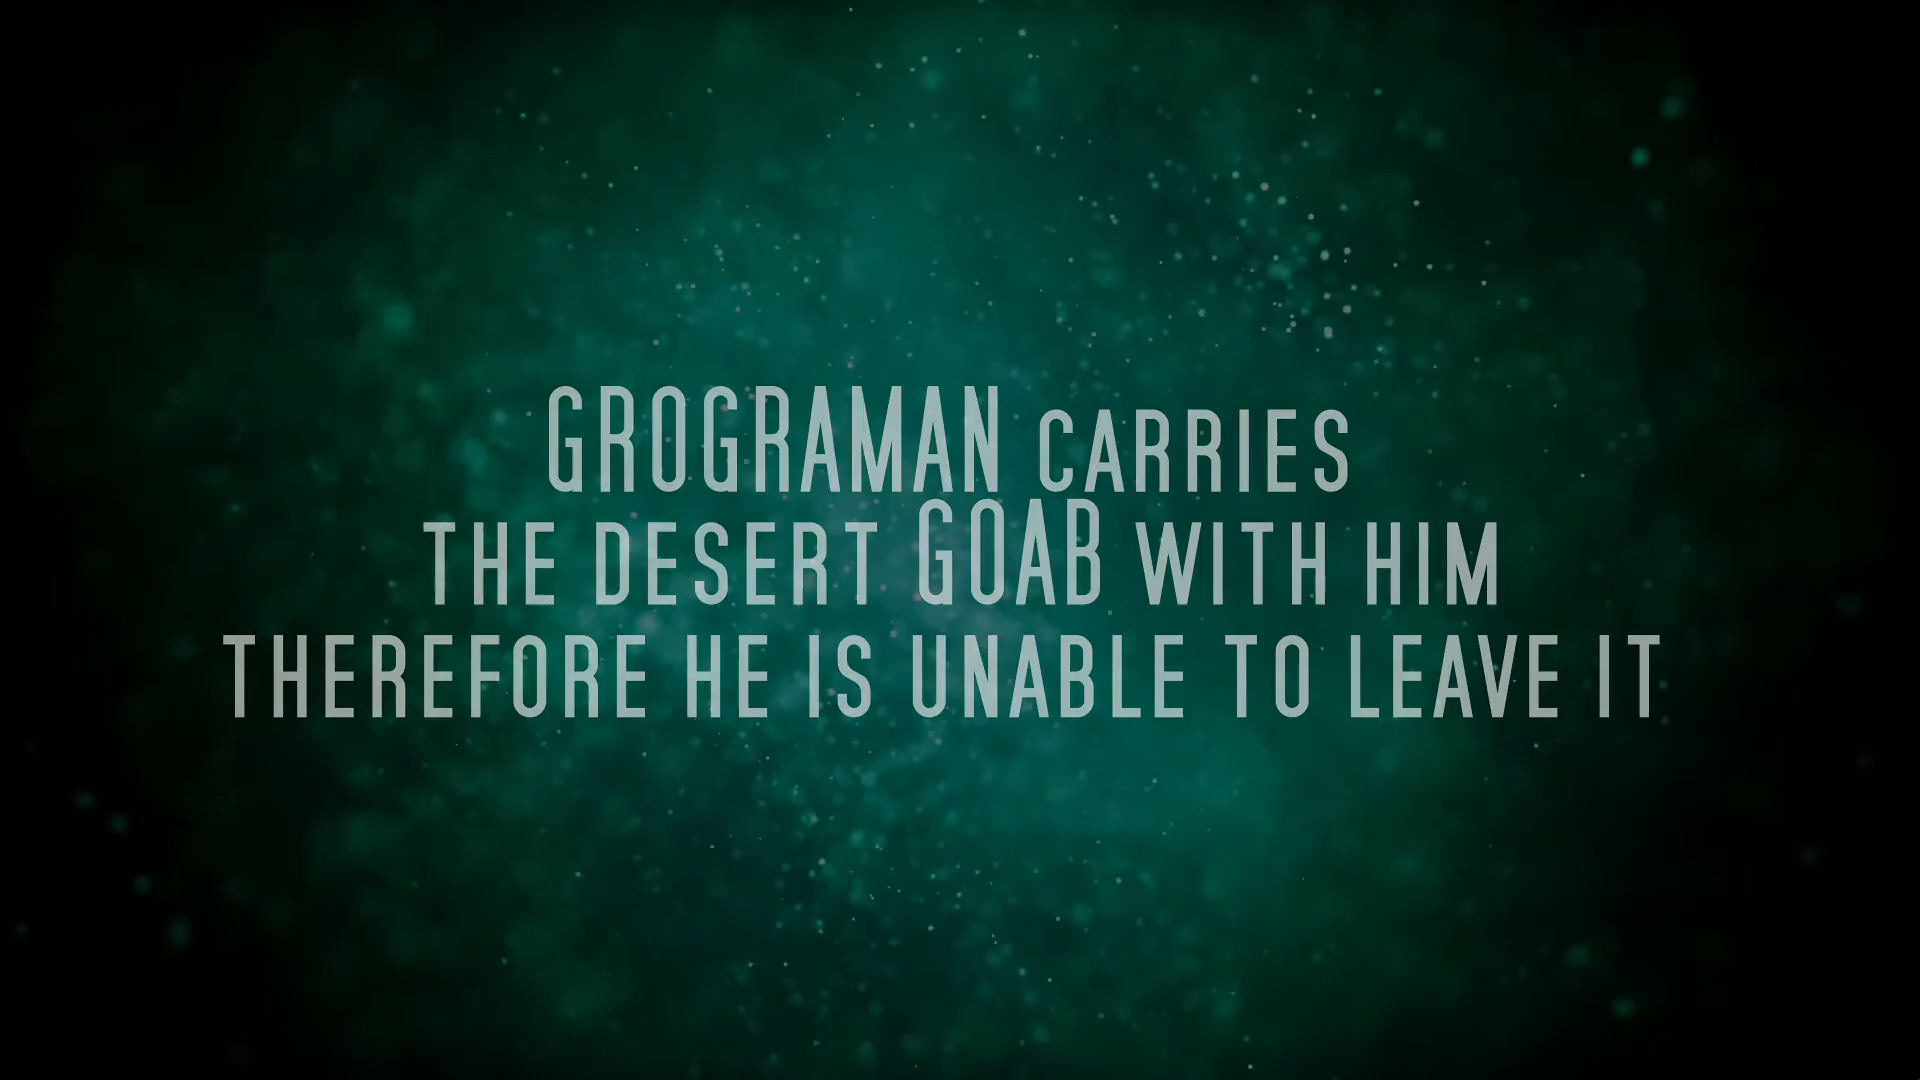 GROGRAMAN CARRIES
THE DESERT GOAB WITH HIM
THEREFORE HE IS UNABLE TO LEAVE IT